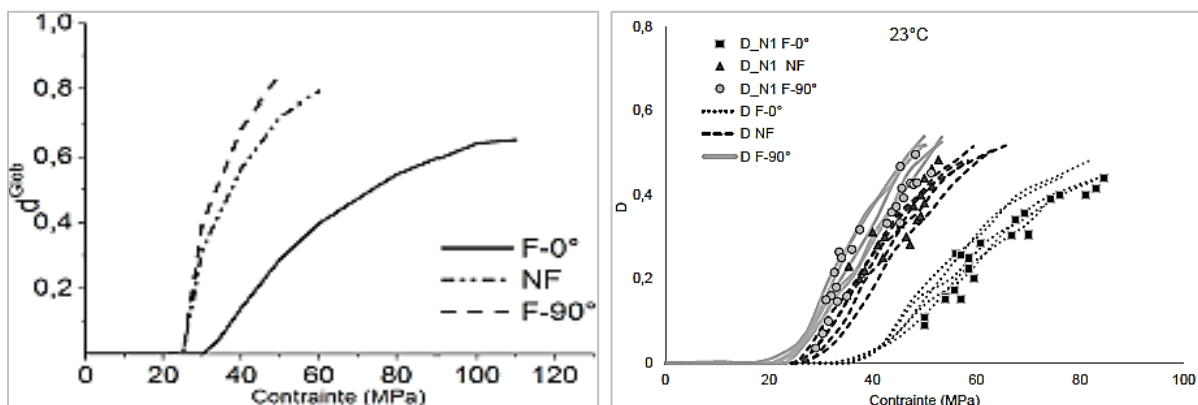 1,0
0,8
0,6
0,4
0,2
d^Glob
0 20 40 60 80 100 120
Contrainte (MPa)
F-0°
NF
F-90°
23°C
D_N1 F-0°
D_N1 NF
D_N1 F-90°
D F-0°
D NF
D F-90°
0,8
0,6
0,4
0,2
0
D
0 20 40 60 80 100
Contrainte (MPa)